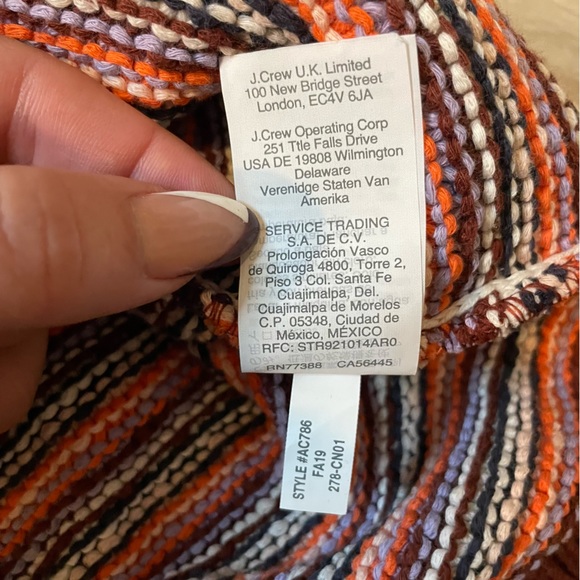 J.Crew U.K. Limited
100 New Bridge Street
London, EC4V 6JA
J.Crew Operating Corp
251 Ttle Falls Drive
USA DE 19808 Wilmington
Delaware
Verenidge Staten Van
Amerika
SERVICE TRADING
S.A. DE C.V.
Prolongación Vasco
de Quiroga 4800, Torre 2,
Piso 3 Col. Santa Fe
Cuajimalpa, Del.
Cuajimalpa de Morelos
C.P. 05348, Ciudad de
México, MÉXICO
RFC: STR921014AR0
RN77388 CA56445
STYLE #AC786
FA19
278-CN01